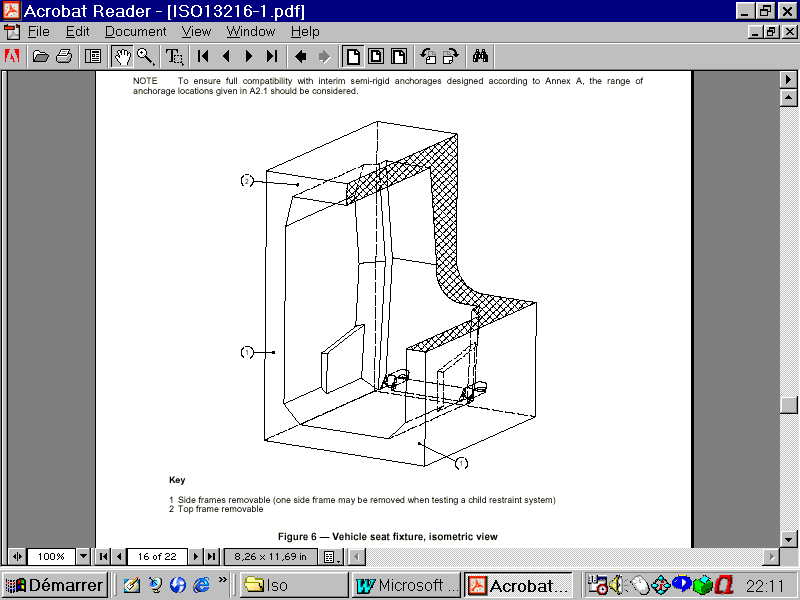 Acrobat Reader - [ISO13216-1.pdf]
File Edit Document View Window Help
NOTE To ensure full compatibility with interim semi-rigid anchorages designed according to Annex A, the range of
anchorage locations given in A2.1 should be considered.
2
1
1
Key
1 Side frames removable (one side frame may be removed when testing a child restraint system)
2 Top frame removable
Figure 6 — Vehicle seat fixture, isometric view
100% 16 of 22 8,26 x 11,69 in
Démarrer » Iso Microsoft ... Acrobat... 22:11